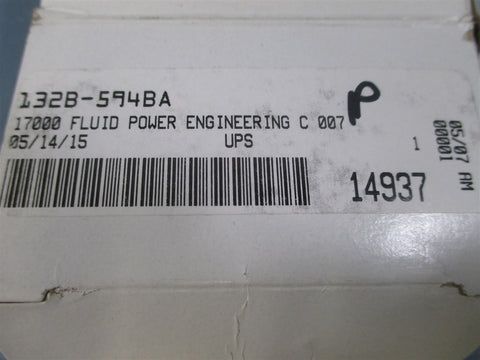 132B-594BA
P
17000 FLUID POWER ENGINEERING C 007
05/14/15 UPS 1
14937
05/07 AM
00001